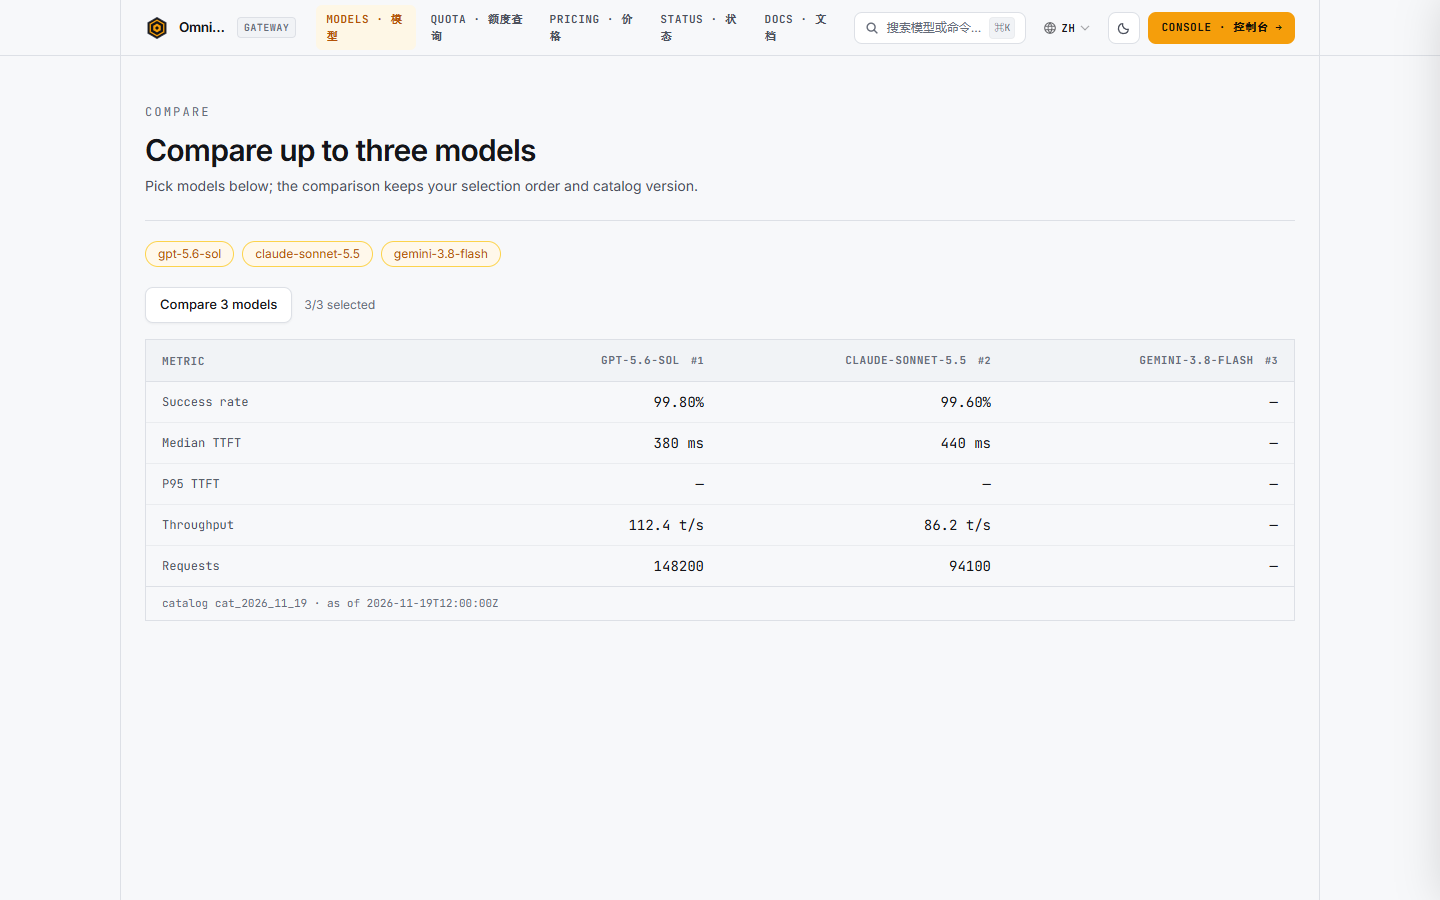 Omni...
GATEWAY
MODELS · 模
型
QUOTA · 额度查
询
PRICING · 价
格
STATUS · 状
态
DOCS · 文
档
搜索模型或命令... ⌘K
ZH
CONSOLE · 控制台 →
COMPARE
Compare up to three models
Pick models below; the comparison keeps your selection order and catalog version.
gpt-5.6-sol claude-sonnet-5.5 gemini-3.8-flash
Compare 3 models 3/3 selected
METRIC GPT-5.6-SOL #1 CLAUDE-SONNET-5.5 #2 GEMINI-3.8-FLASH #3
Success rate 99.80% 99.60% —
Median TTFT 380 ms 440 ms —
P95 TTFT — — —
Throughput 112.4 t/s 86.2 t/s —
Requests 148200 94100 —
catalog cat_2026_11_19 · as of 2026-11-19T12:00:00Z